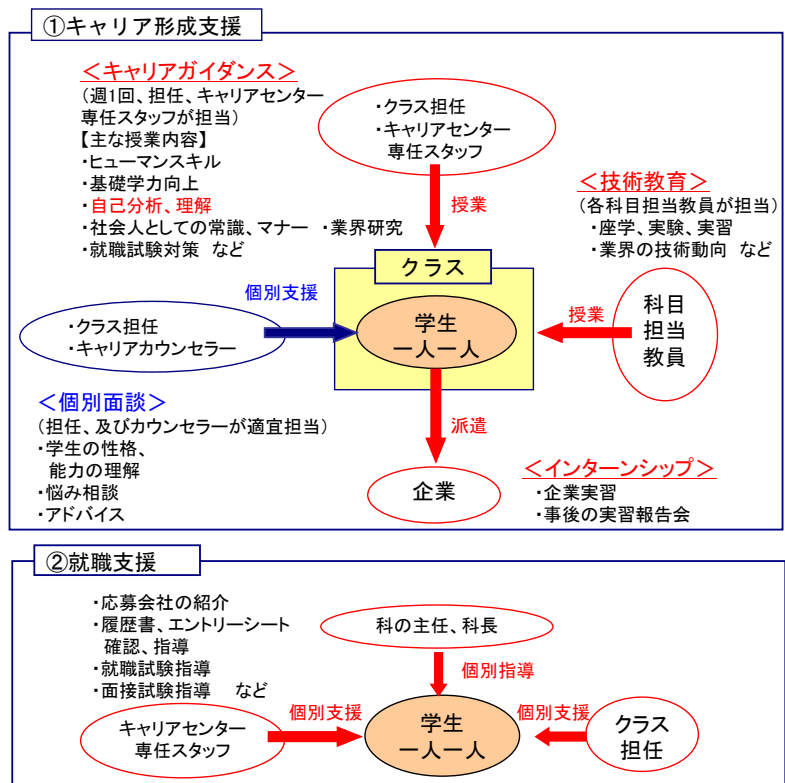 ①キャリア形成支援
＜キャリアガイダンス＞
（週1回、担任、キャリアセンター
専任スタッフが担当）
【主な授業内容】
・ヒューマンスキル
・基礎学力向上
・自己分析、理解
・社会人としての常識、マナー ・業界研究
・就職試験対策 など
・クラス担任
・キャリアセンター
専任スタッフ
授業
＜技術教育＞
（各科目担当教員が担当）
・座学、実験、実習
・業界の技術動向 など
クラス
個別支援
・クラス担任
・キャリアカウンセラー
学生
一人一人
授業
科目
担当
教員
＜個別面談＞
（担任、及びカウンセラーが適宜担当）
・学生の性格、
能力の理解
・悩み相談
・アドバイス
派遣
企業
＜インターンシップ＞
・企業実習
・事後の実習報告会
②就職支援
・応募会社の紹介
・履歴書、エントリーシート
確認、指導
・就職試験指導
・面接試験指導 など
科の主任、科長
個別指導
キャリアセンター
専任スタッフ
個別支援
学生
一人一人
個別支援
クラス
担任